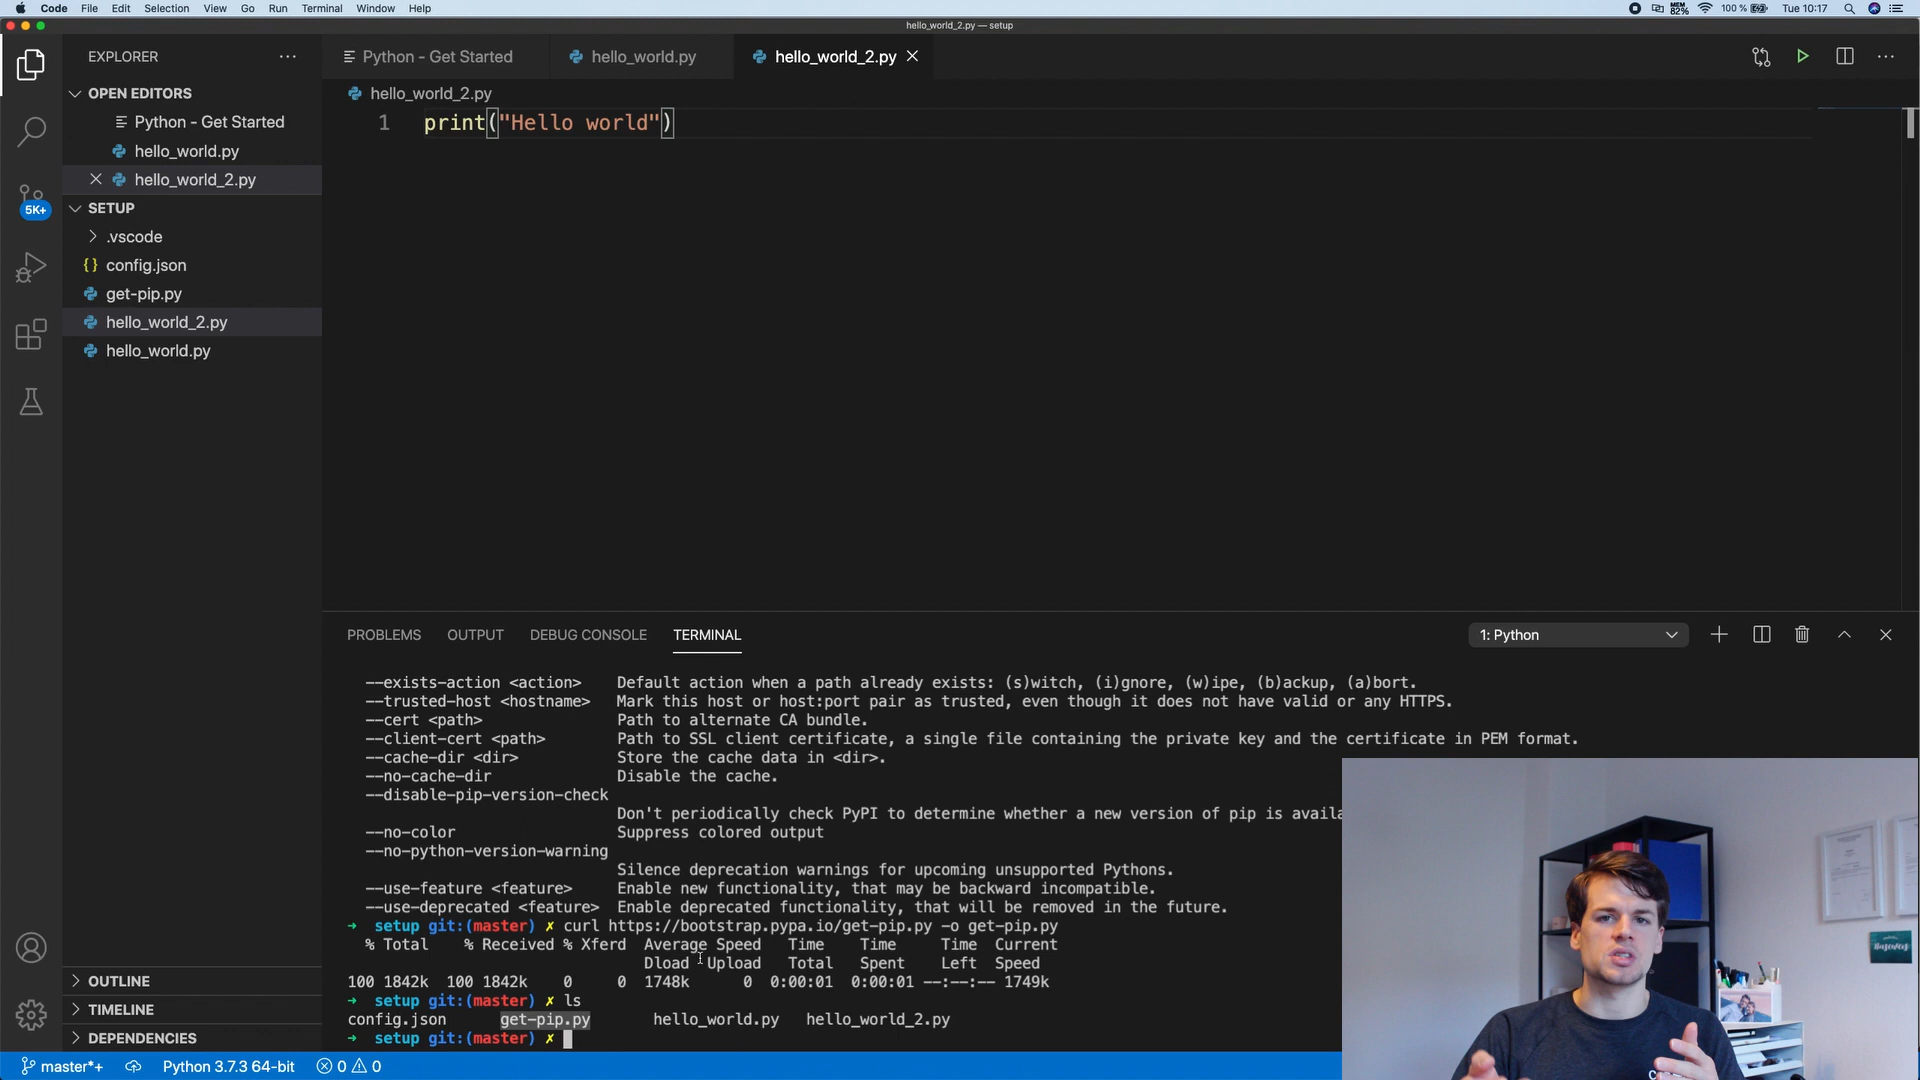 Code File Edit Selection View Go Run Terminal Window Help
MEM 82% 100 % Tue 10:17
hello_world_2.py — setup
EXPLORER
Python - Get Started hello_world.py hello_world_2.py
OPEN EDITORS
Python - Get Started
hello_world.py
hello_world_2.py
SETUP
.vscode
config.json
get-pip.py
hello_world_2.py
hello_world.py
5K+
OUTLINE
TIMELINE
DEPENDENCIES
hello_world_2.py
1 print("Hello world")
PROBLEMS OUTPUT DEBUG CONSOLE TERMINAL 1: Python
--exists-action <action> Default action when a path already exists: (s)witch, (i)gnore, (w)ipe, (b)ackup, (a)bort.
--trusted-host <hostname> Mark this host or host:port pair as trusted, even though it does not have valid or any HTTPS.
--cert <path> Path to alternate CA bundle.
--client-cert <path> Path to SSL client certificate, a single file containing the private key and the certificate in PEM format.
--cache-dir <dir> Store the cache data in <dir>.
--no-cache-dir Disable the cache.
--disable-pip-version-check
Don't periodically check PyPI to determine whether a new version of pip is availa
--no-color Suppress colored output
--no-python-version-warning
Silence deprecation warnings for upcoming unsupported Pythons.
--use-feature <feature> Enable new functionality, that may be backward incompatible.
--use-deprecated <feature> Enable deprecated functionality, that will be removed in the future.
➜ setup git:(master) ✗ curl https://bootstrap.pypa.io/get-pip.py -o get-pip.py
% Total % Received % Xferd Average Speed Time Time Time Current
Dload Upload Total Spent Left Speed
100 1842k 100 1842k 0 0 1748k 0 0:00:01 0:00:01 --:--:-- 1749k
➜ setup git:(master) ✗ ls
config.json get-pip.py hello_world.py hello_world_2.py
➜ setup git:(master) ✗
master*+ Python 3.7.3 64-bit 0 0